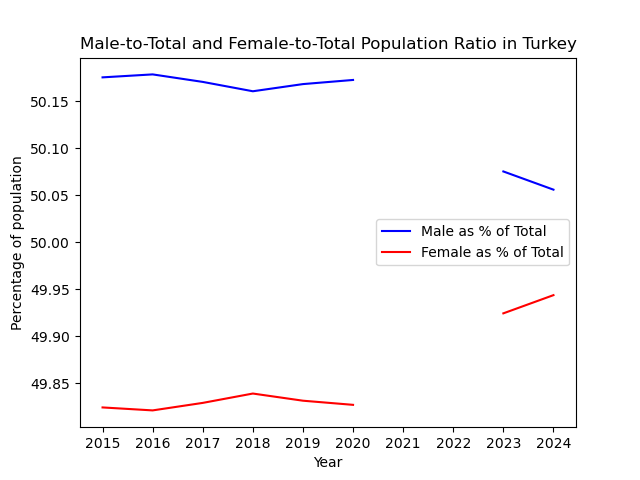 Male-to-Total and Female-to-Total Population Ratio in Turkey
50.15
50.10
50.05
50.00
49.95
49.90
49.85
Percentage of population
Male as % of Total
Female as % of Total
2015 2016 2017 2018 2019 2020 2021 2022 2023 2024
Year